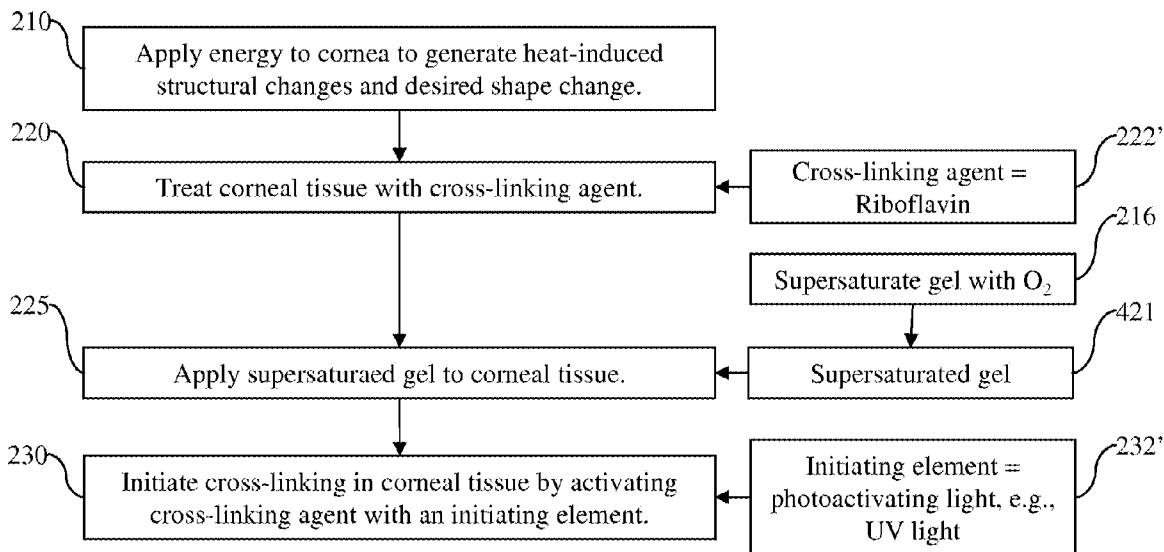 210
Apply energy to cornea to generate heat-induced
structural changes and desired shape change.
220
Treat corneal tissue with cross-linking agent.
Cross-linking agent =
Riboflavin
222’
216
Supersaturate gel with O2
225
Apply supersaturaed gel to corneal tissue.
Supersaturated gel
421
230
Initiate cross-linking in corneal tissue by activating
cross-linking agent with an initiating element.
Initiating element =
photoactivating light, e.g.,
UV light
232’